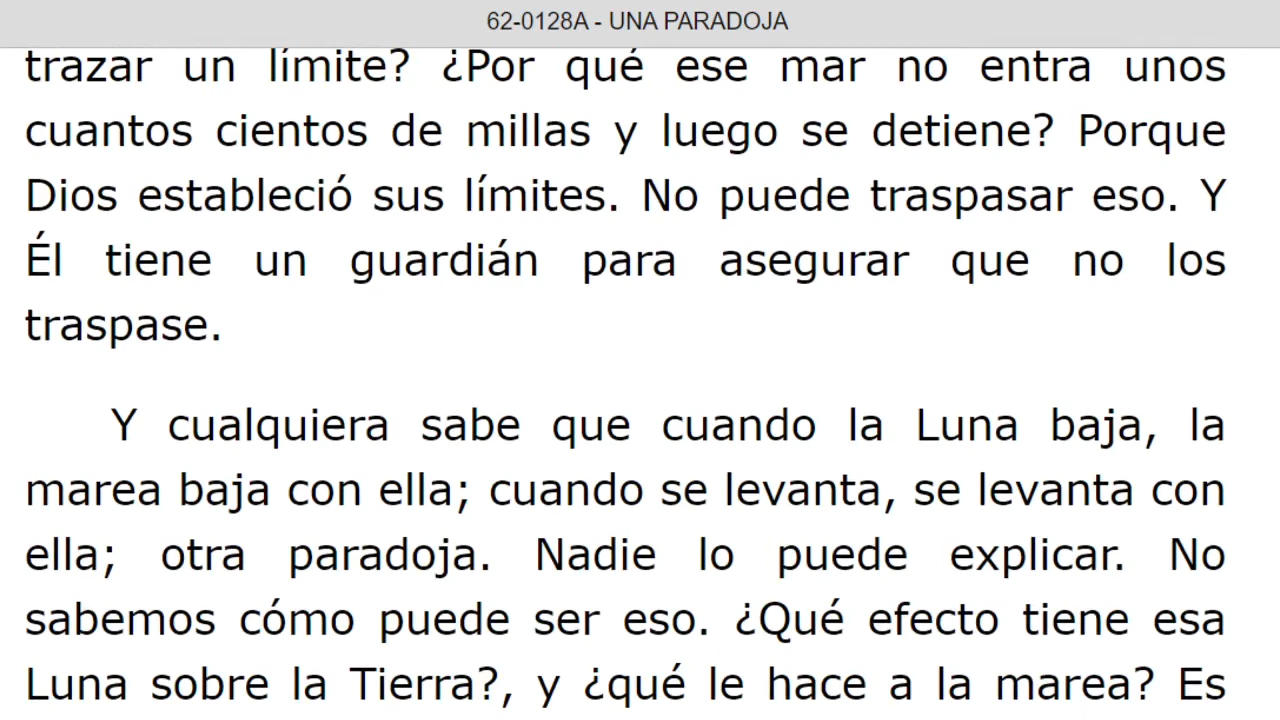 62-0128A - UNA PARADOJA
trazar un límite? ¿Por qué ese mar no entra unos
cuantos cientos de millas y luego se detiene? Porque
Dios estableció sus límites. No puede traspasar eso. Y
Él tiene un guardián para asegurar que no los
traspase.
Y cualquiera sabe que cuando la Luna baja, la
marea baja con ella; cuando se levanta, se levanta con
ella; otra paradoja. Nadie lo puede explicar. No
sabemos cómo puede ser eso. ¿Qué efecto tiene esa
Luna sobre la Tierra?, y ¿qué le hace a la marea? Es